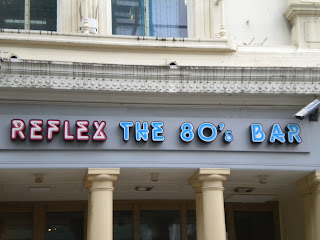 REFLEX THE 80's BAR